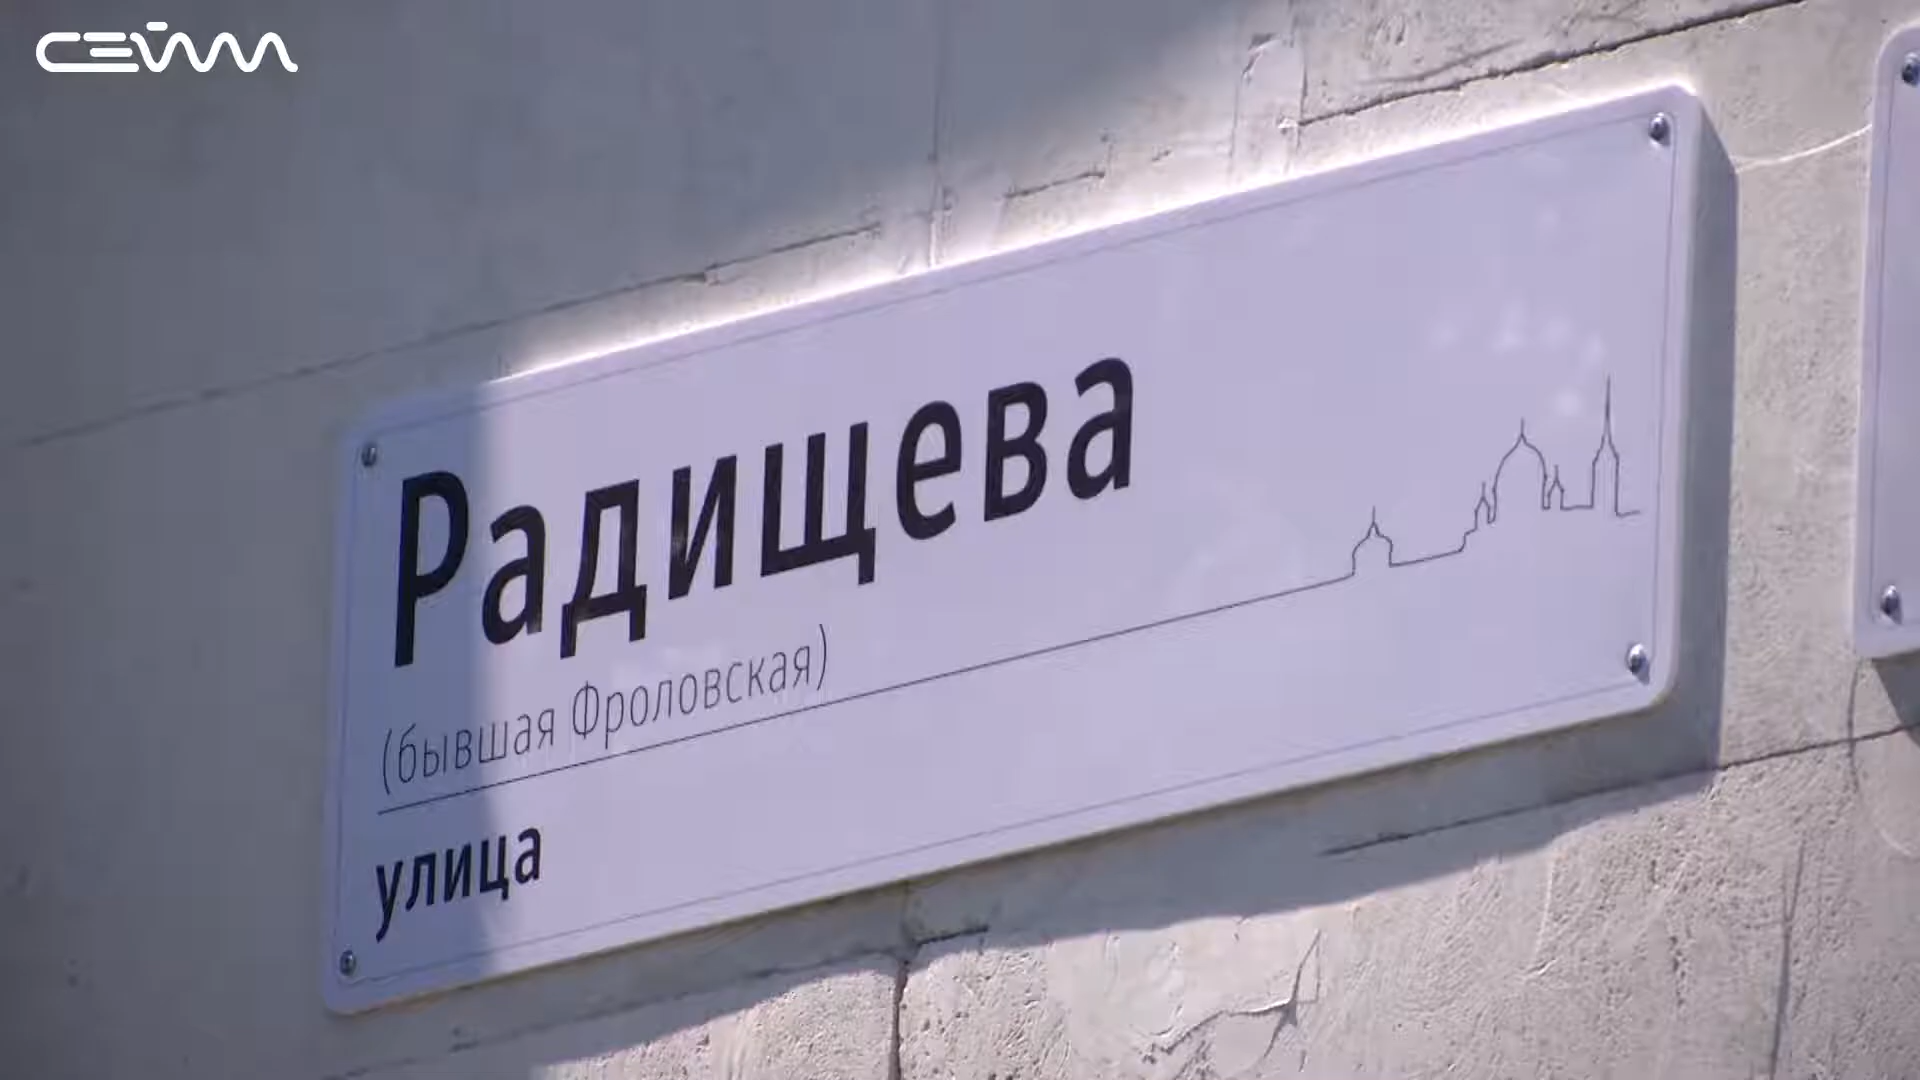 СЕЙМ
Радищева
(бывшая Фроловская)
улица